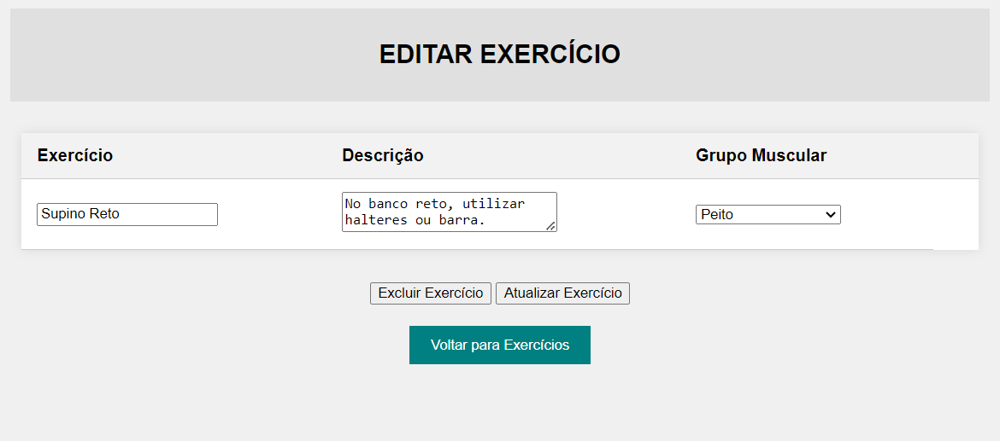 EDITAR EXERCÍCIO
Exercício Descrição Grupo Muscular
Supino Reto
No banco reto, utilizar
halteres ou barra.
Peito
Excluir Exercício Atualizar Exercício
Voltar para Exercícios